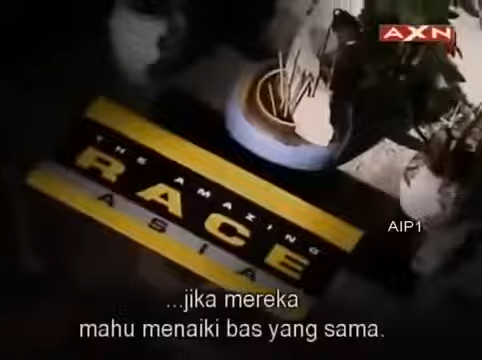 AXN
THE AMAZING
RACE
ASIA
AIP1
...jika mereka
mahu menaiki bas yang sama.